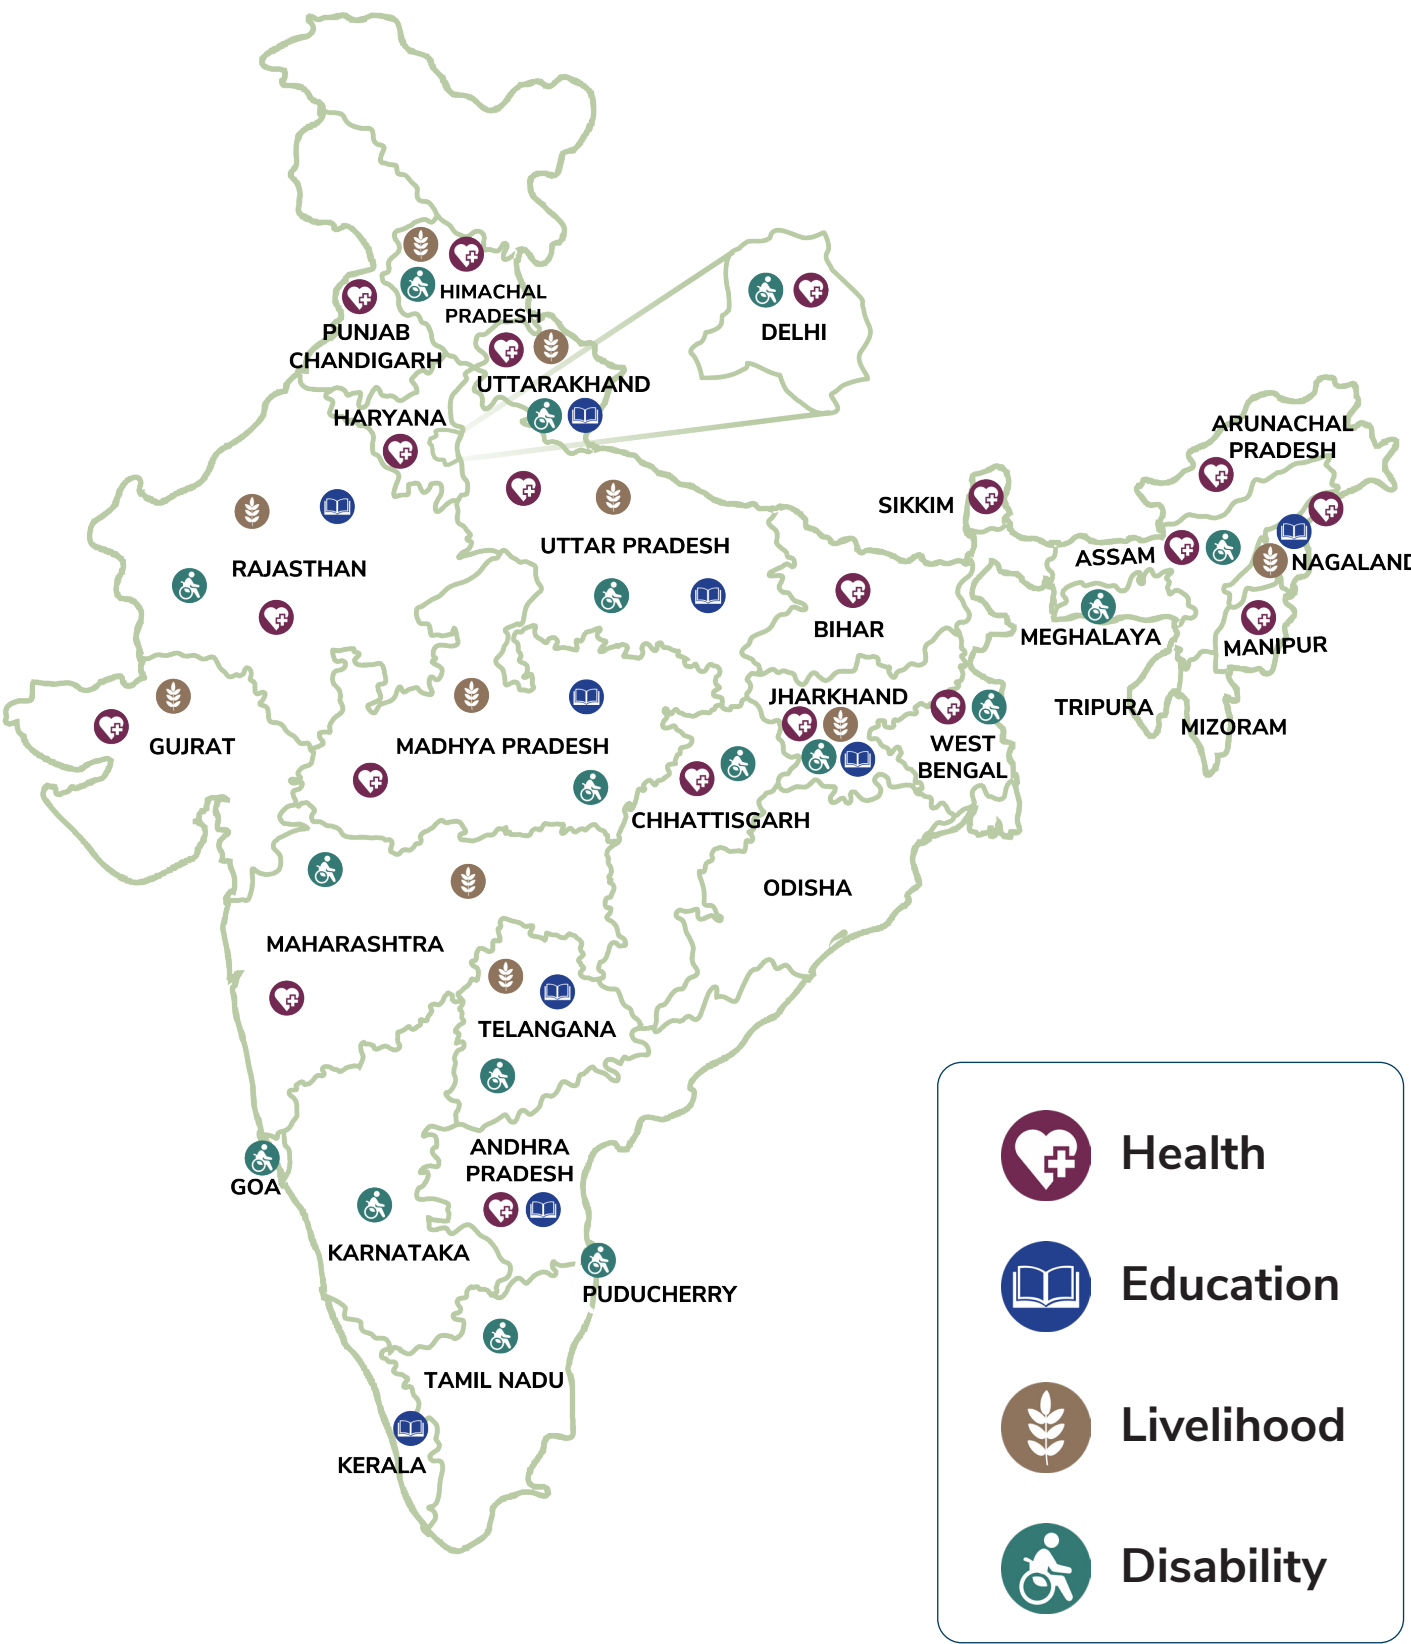 HIMACHAL
PRADESH
PUNJAB
CHANDIGARH
DELHI
UTTARAKHAND
HARYANA
ARUNACHAL
PRADESH
SIKKIM
UTTAR PRADESH
ASSAM
NAGALAND
RAJASTHAN
BIHAR
MEGHALAYA
MANIPUR
JHARKHAND
TRIPURA
MIZORAM
GUJRAT
MADHYA PRADESH
WEST
BENGAL
CHHATTISGARH
ODISHA
MAHARASHTRA
TELANGANA
ANDHRA
PRADESH
GOA
KARNATAKA
PUDUCHERRY
TAMIL NADU
KERALA
Health
Education
Livelihood
Disability